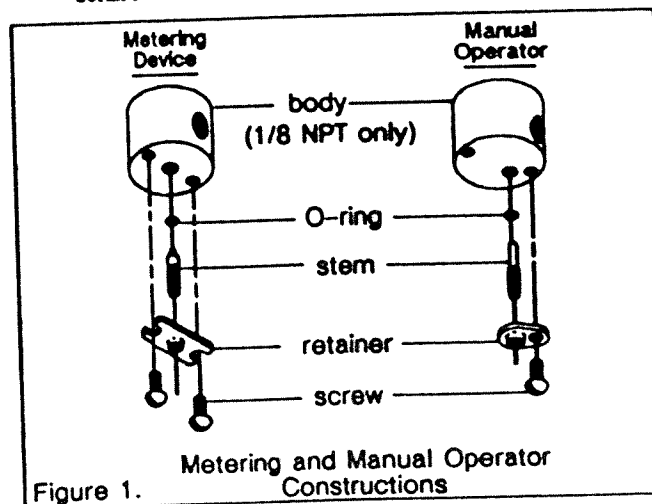 Metering
Device
Manual
Operator
body
(1/8 NPT only)
O-ring
stem
retainer
screw
Metering and Manual Operator
Figure 1. Constructions